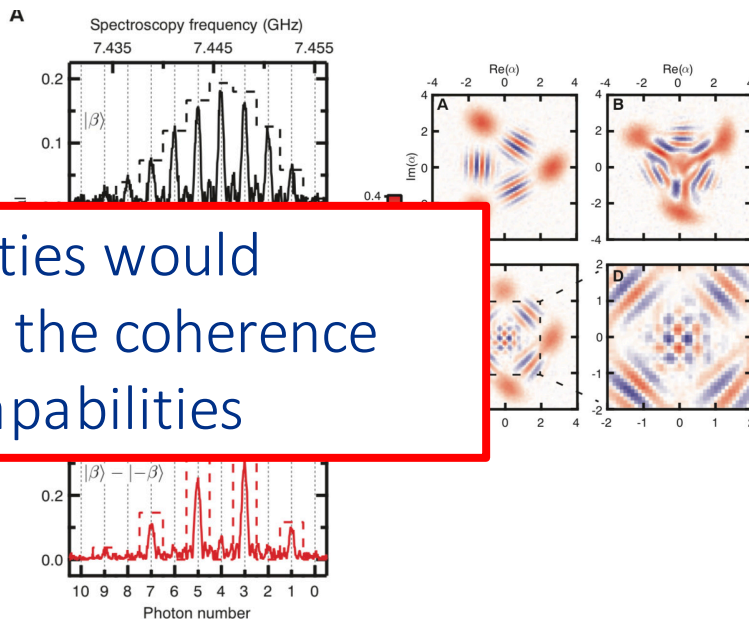 A
Spectroscopy frequency (GHz)
7.435 7.445 7.455
0.2
|β⟩
0.1
Re(α)
-4 -2 0 2 4
A
4
2
0
-4
Im(α)
0.4
Re(α)
-4 -2 0 2
B
4
2
0
-2
-4
ties would
the coherence
pabilities
2
1
0
-1
-2
D
0 2 4
-2 -1 0 1 2
|β⟩ − |−β⟩
0.2
0.0
10 9 8 7 6 5 4 3 2 1 0
Photon number